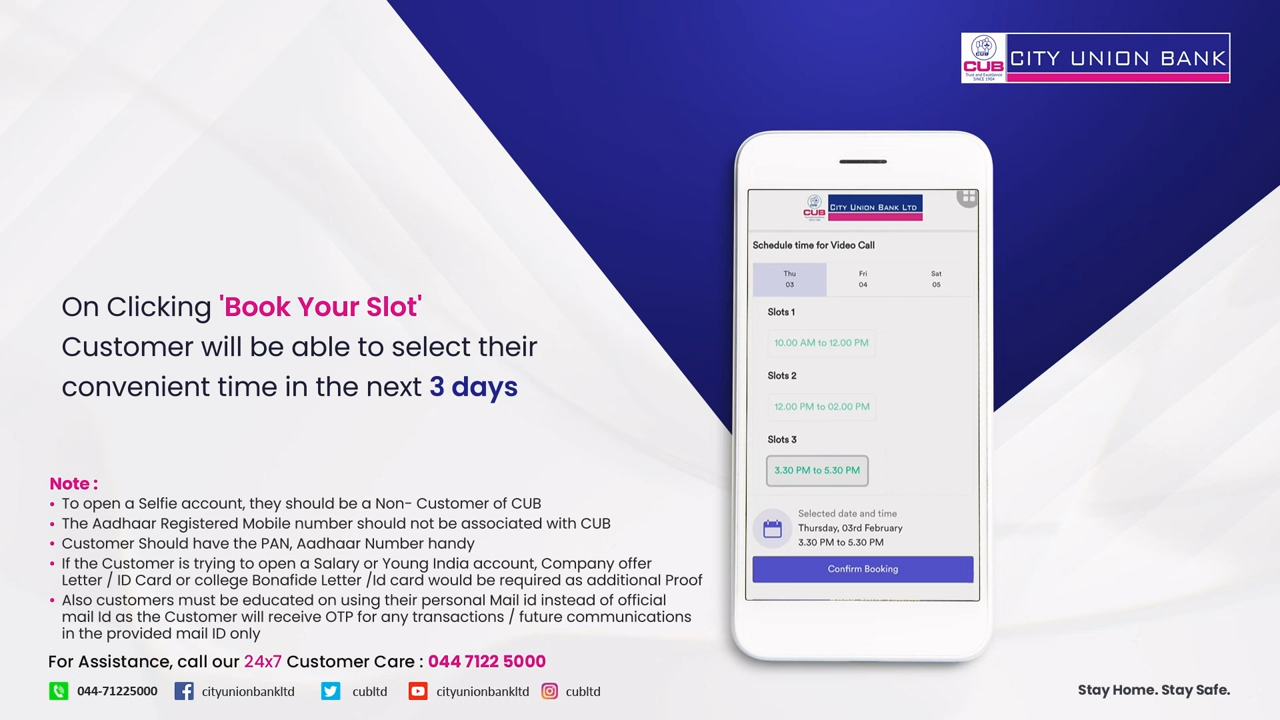 CUB
Trust and Excellence
SINCE 1904
CITY UNION BANK
CUB
City Union Bank Ltd
Schedule time for Video Call
Thu Fri Sat
03 04 05
Slots 1
10.00 AM to 12.00 PM
Slots 2
12.00 PM to 02.00 PM
Slots 3
3.30 PM to 5.30 PM
Selected date and time
Thursday, 03rd February
3.30 PM to 5.30 PM
Confirm Booking
On Clicking 'Book Your Slot'
Customer will be able to select their
convenient time in the next 3 days
Note :
• To open a Selfie account, they should be a Non- Customer of CUB
• The Aadhaar Registered Mobile number should not be associated with CUB
• Customer Should have the PAN, Aadhaar Number handy
• If the Customer is trying to open a Salary or Young India account, Company offer
Letter / ID Card or college Bonafide Letter /Id card would be required as additional Proof
• Also customers must be educated on using their personal Mail id instead of official
mail Id as the Customer will receive OTP for any transactions / future communications
in the provided mail ID only
For Assistance, call our 24x7 Customer Care : 044 7122 5000
044-71225000 cityunionbankltd cubltd cityunionbankltd cubltd
Stay Home. Stay Safe.